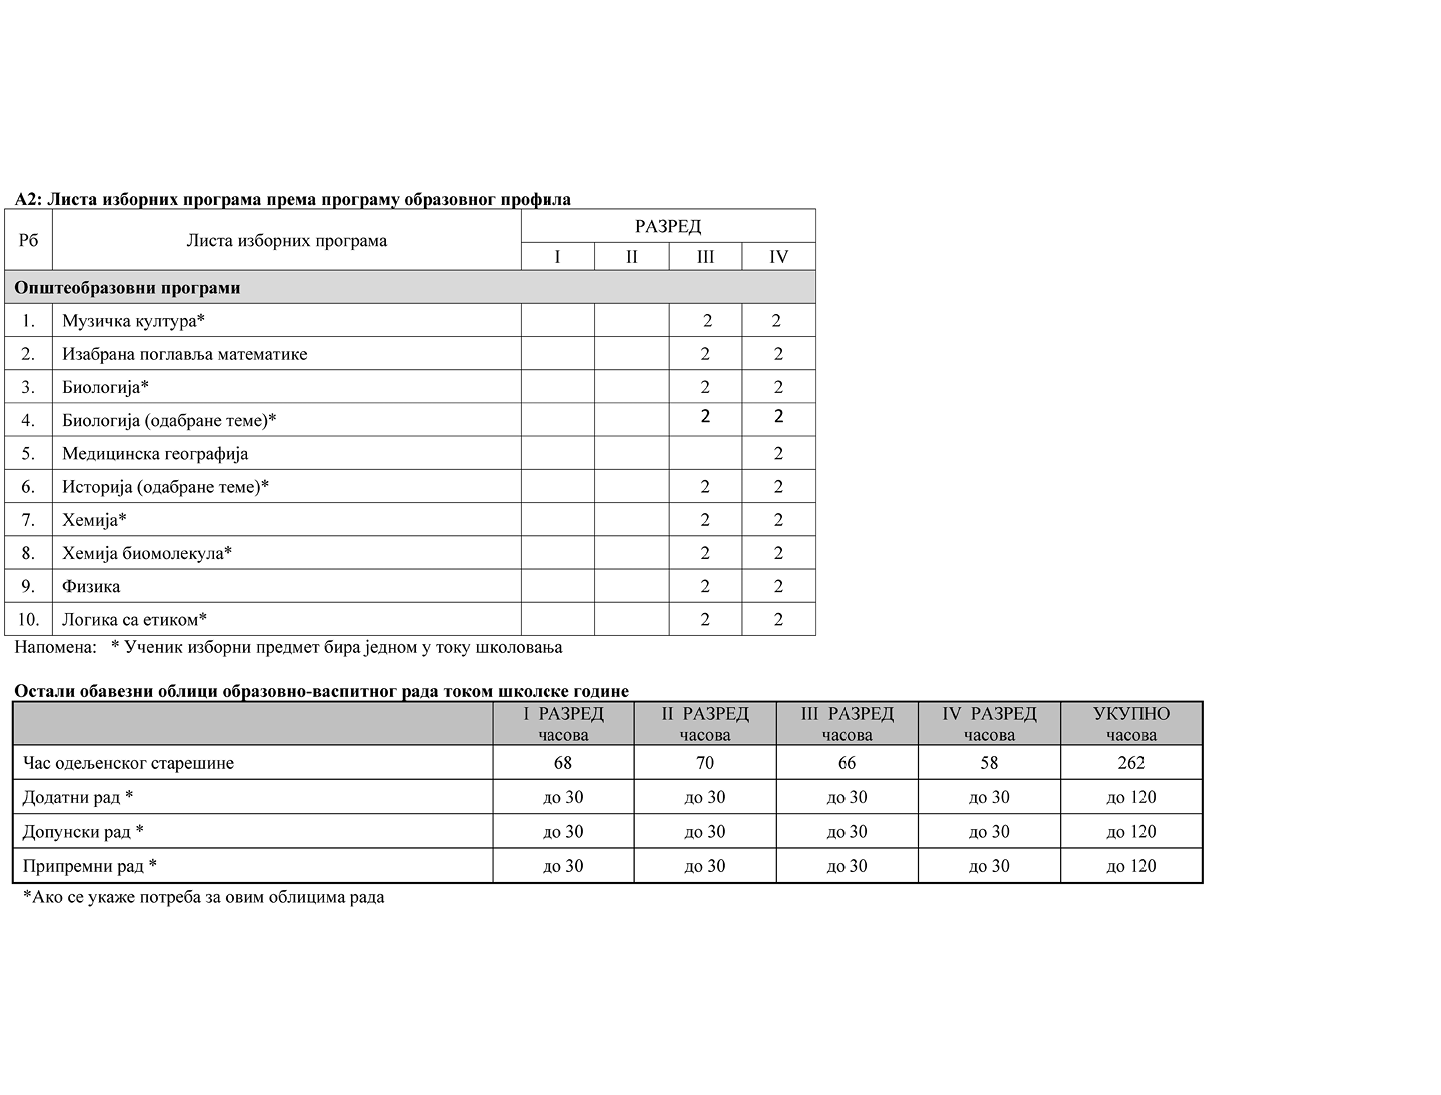 А2: Листа изборних програма према програму образовног профила
Рб Листа изборних програма РАЗРЕД
I II III IV
Општеобразовни програми
1. Музичка култура* 2 2
2. Изабрана поглавља математике 2 2
3. Биологија* 2 2
4. Биологија (одабране теме)* 2 2
5. Медицинска географија 2
6. Историја (одабране теме)* 2 2
7. Хемија* 2 2
8. Хемија биомолекула* 2 2
9. Физика 2 2
10. Логика са етиком* 2 2
Напомена: * Ученик изборни предмет бира једном у току школовања
Остали обавезни облици образовно-васпитног рада током школске године
I РАЗРЕД II РАЗРЕД III РАЗРЕД IV РАЗРЕД УКУПНО
часова часова часова часова часова
Час одељенског старешине 68 70 66 58 262
Додатни рад * до 30 до 30 до 30 до 30 до 120
Допунски рад * до 30 до 30 до 30 до 30 до 120
Припремни рад * до 30 до 30 до 30 до 30 до 120
*Ако се укаже потреба за овим облицима рада